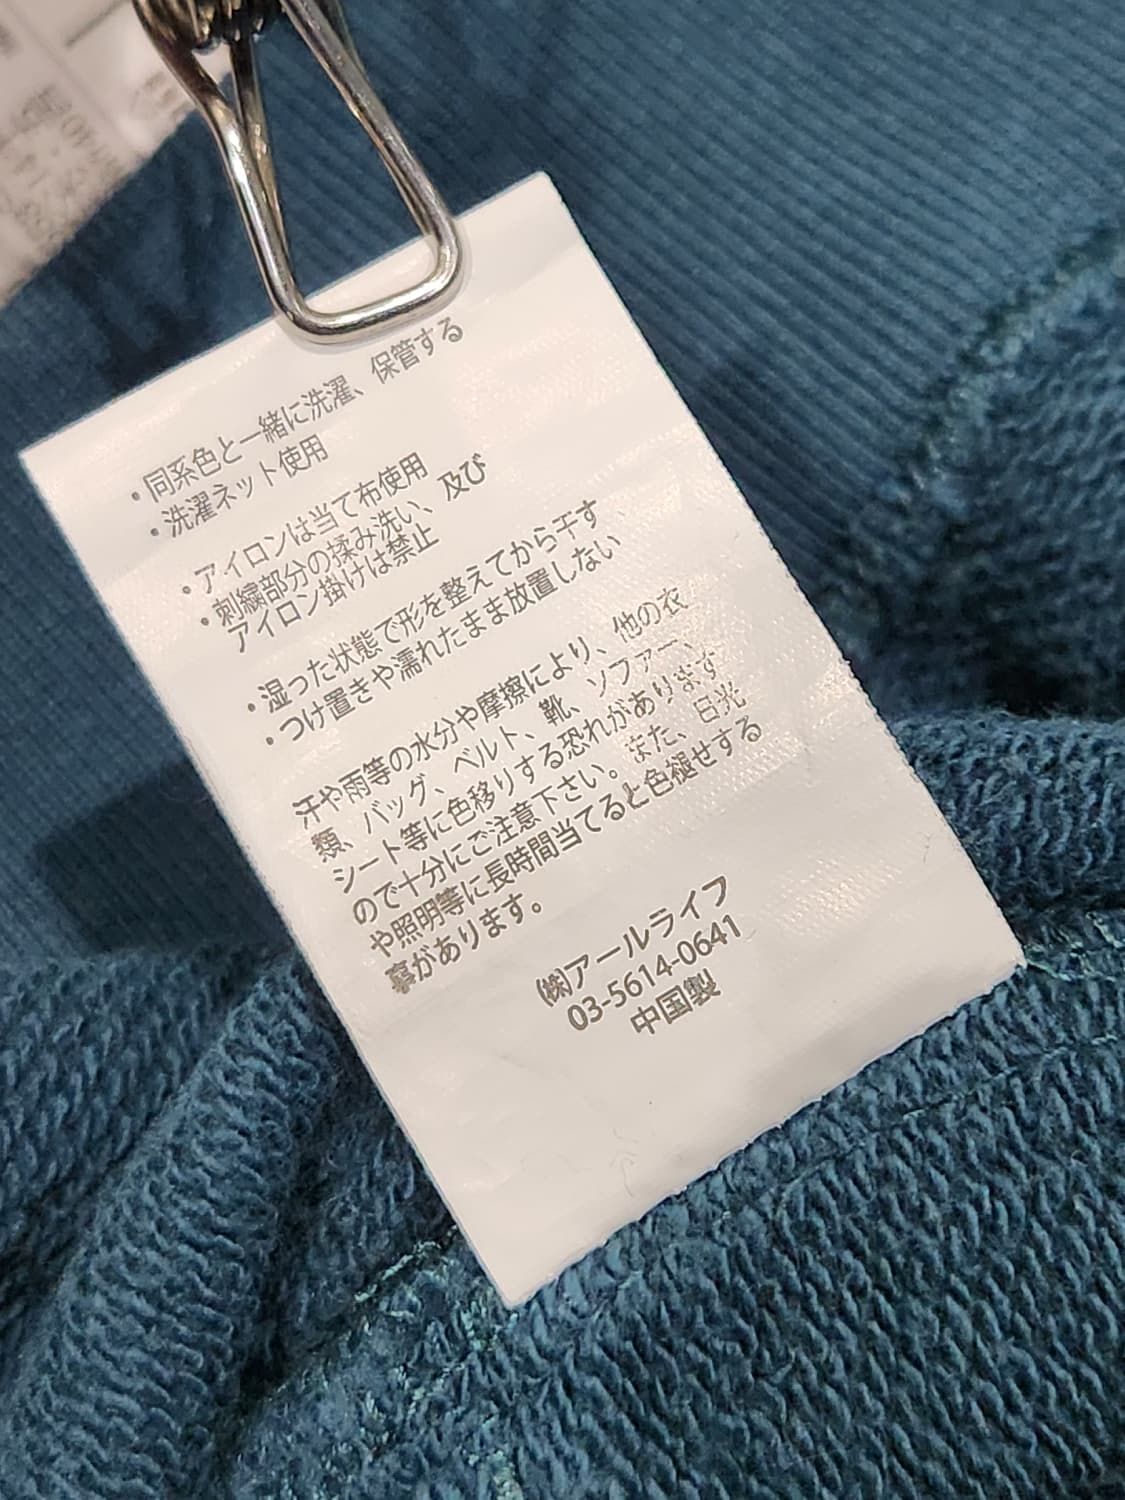 ・同系色と一緒に洗濯、保管する
・洗濯ネット使用
・アイロンは当て布使用
・刺繍部分の揉み洗い、及び
アイロン掛けは禁止
・湿った状態で形を整えてから干す
・つけ置きや濡れたまま放置しない
汗や雨等の水分や摩擦により、他の衣
類、バッグ、ベルト、靴、ソファー、
シート等に色移りする恐れがあります
ので十分にご注意下さい。また、日光
や照明等に長時間当てると色褪せする
事があります。
㈱アールライフ
03-5614-0641
中国製